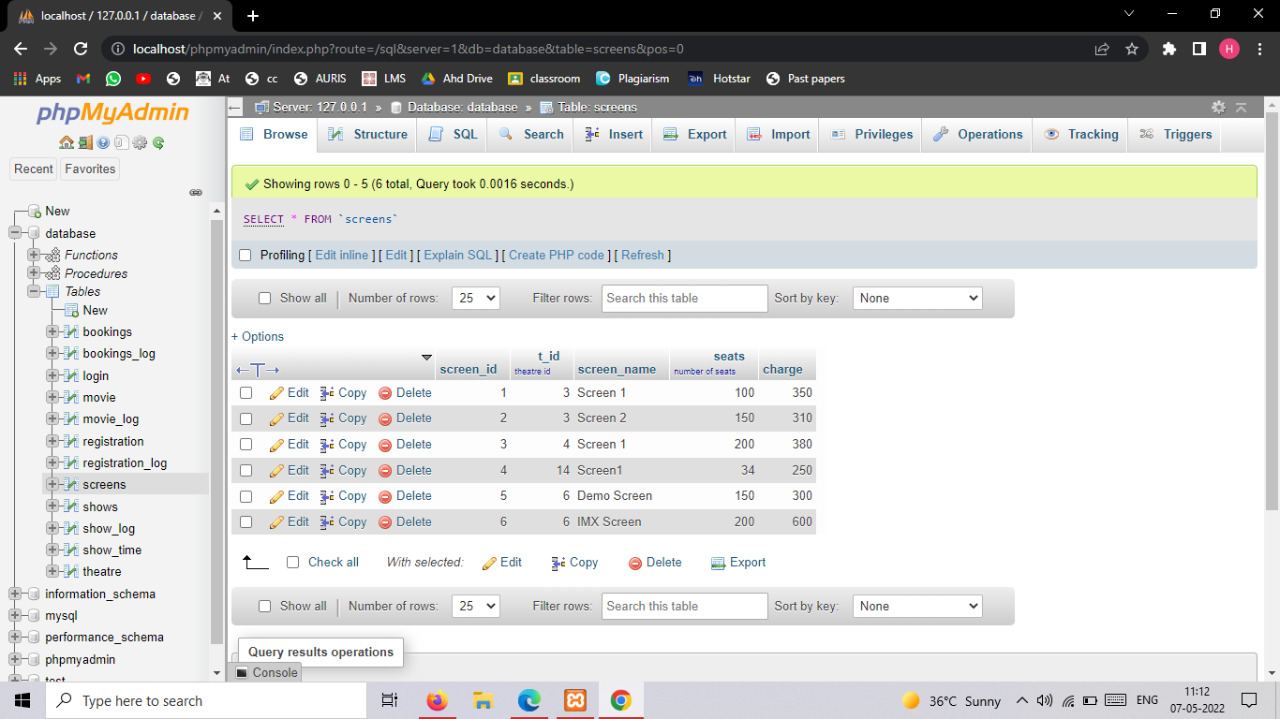 localhost / 127.0.0.1 / database /
localhost/phpmyadmin/index.php?route=/sql&server=1&db=database&table=screens&pos=0
H
Apps At cc AURIS LMS Ahd Drive classroom Plagiarism Hotstar Past papers
phpMyAdmin
Recent Favorites
New
database
Functions
Procedures
Tables
New
bookings
bookings_log
login
movie
movie_log
registration
registration_log
screens
shows
show_log
show_time
theatre
information_schema
mysql
performance_schema
phpmyadmin
test
Server: 127.0.0.1 » Database: database » Table: screens
Browse Structure SQL Search Insert Export Import Privileges Operations Tracking Triggers
Showing rows 0 - 5 (6 total, Query took 0.0016 seconds.)
SELECT * FROM `screens`
Profiling [ Edit inline ] [ Edit ] [ Explain SQL ] [ Create PHP code ] [ Refresh ]
Show all Number of rows: 25 Filter rows: Search this table Sort by key: None
+ Options
←T→ screen_id t_id theatre id screen_name seats number of seats charge
Edit Copy Delete 1 3 Screen 1 100 350
Edit Copy Delete 2 3 Screen 2 150 310
Edit Copy Delete 3 4 Screen 1 200 380
Edit Copy Delete 4 14 Screen1 34 250
Edit Copy Delete 5 6 Demo Screen 150 300
Edit Copy Delete 6 6 IMX Screen 200 600
Check all With selected: Edit Copy Delete Export
Show all Number of rows: 25 Filter rows: Search this table Sort by key: None
Query results operations
Console
Type here to search
36°C Sunny ENG 11:12
07-05-2022